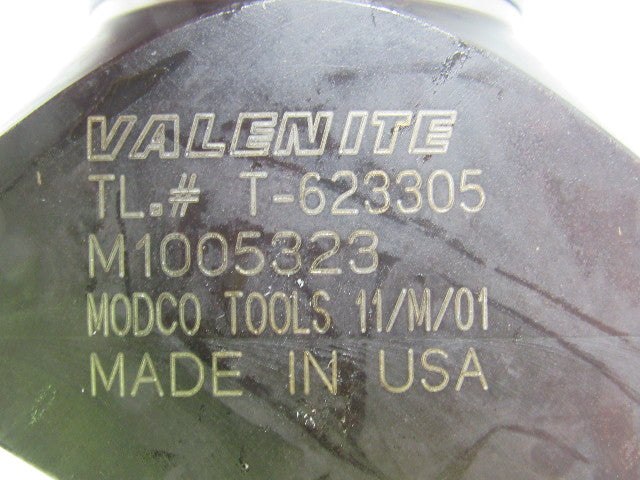 VALENITE
TL.# T-623305
M1005323
MODCO TOOLS 11/M/01
MADE IN USA